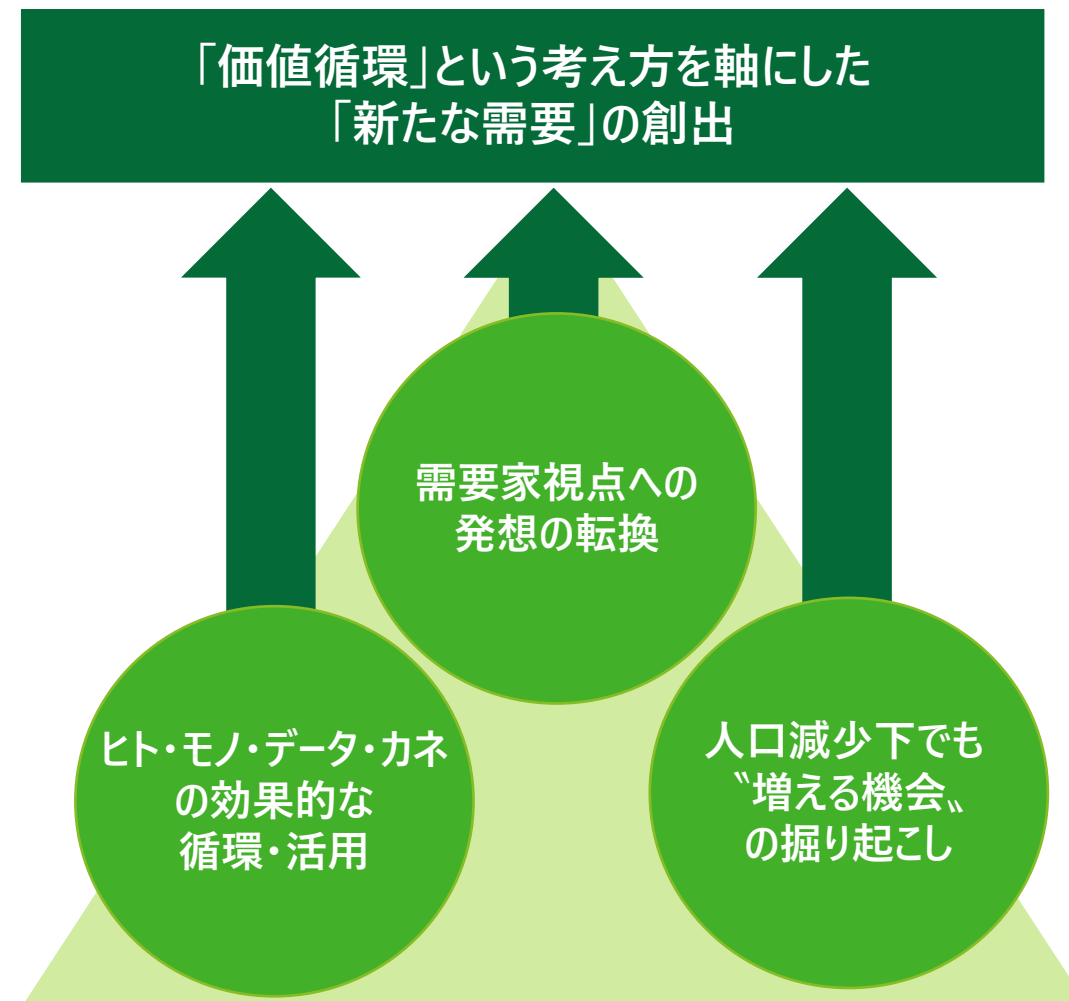 「価値循環」という考え方を軸にした
「新たな需要」の創出
需要家視点への
発想の転換
ヒト・モノ・データ・カネ
の効果的な
循環・活用
人口減少下でも
〝増える機会〟
の掘り起こし